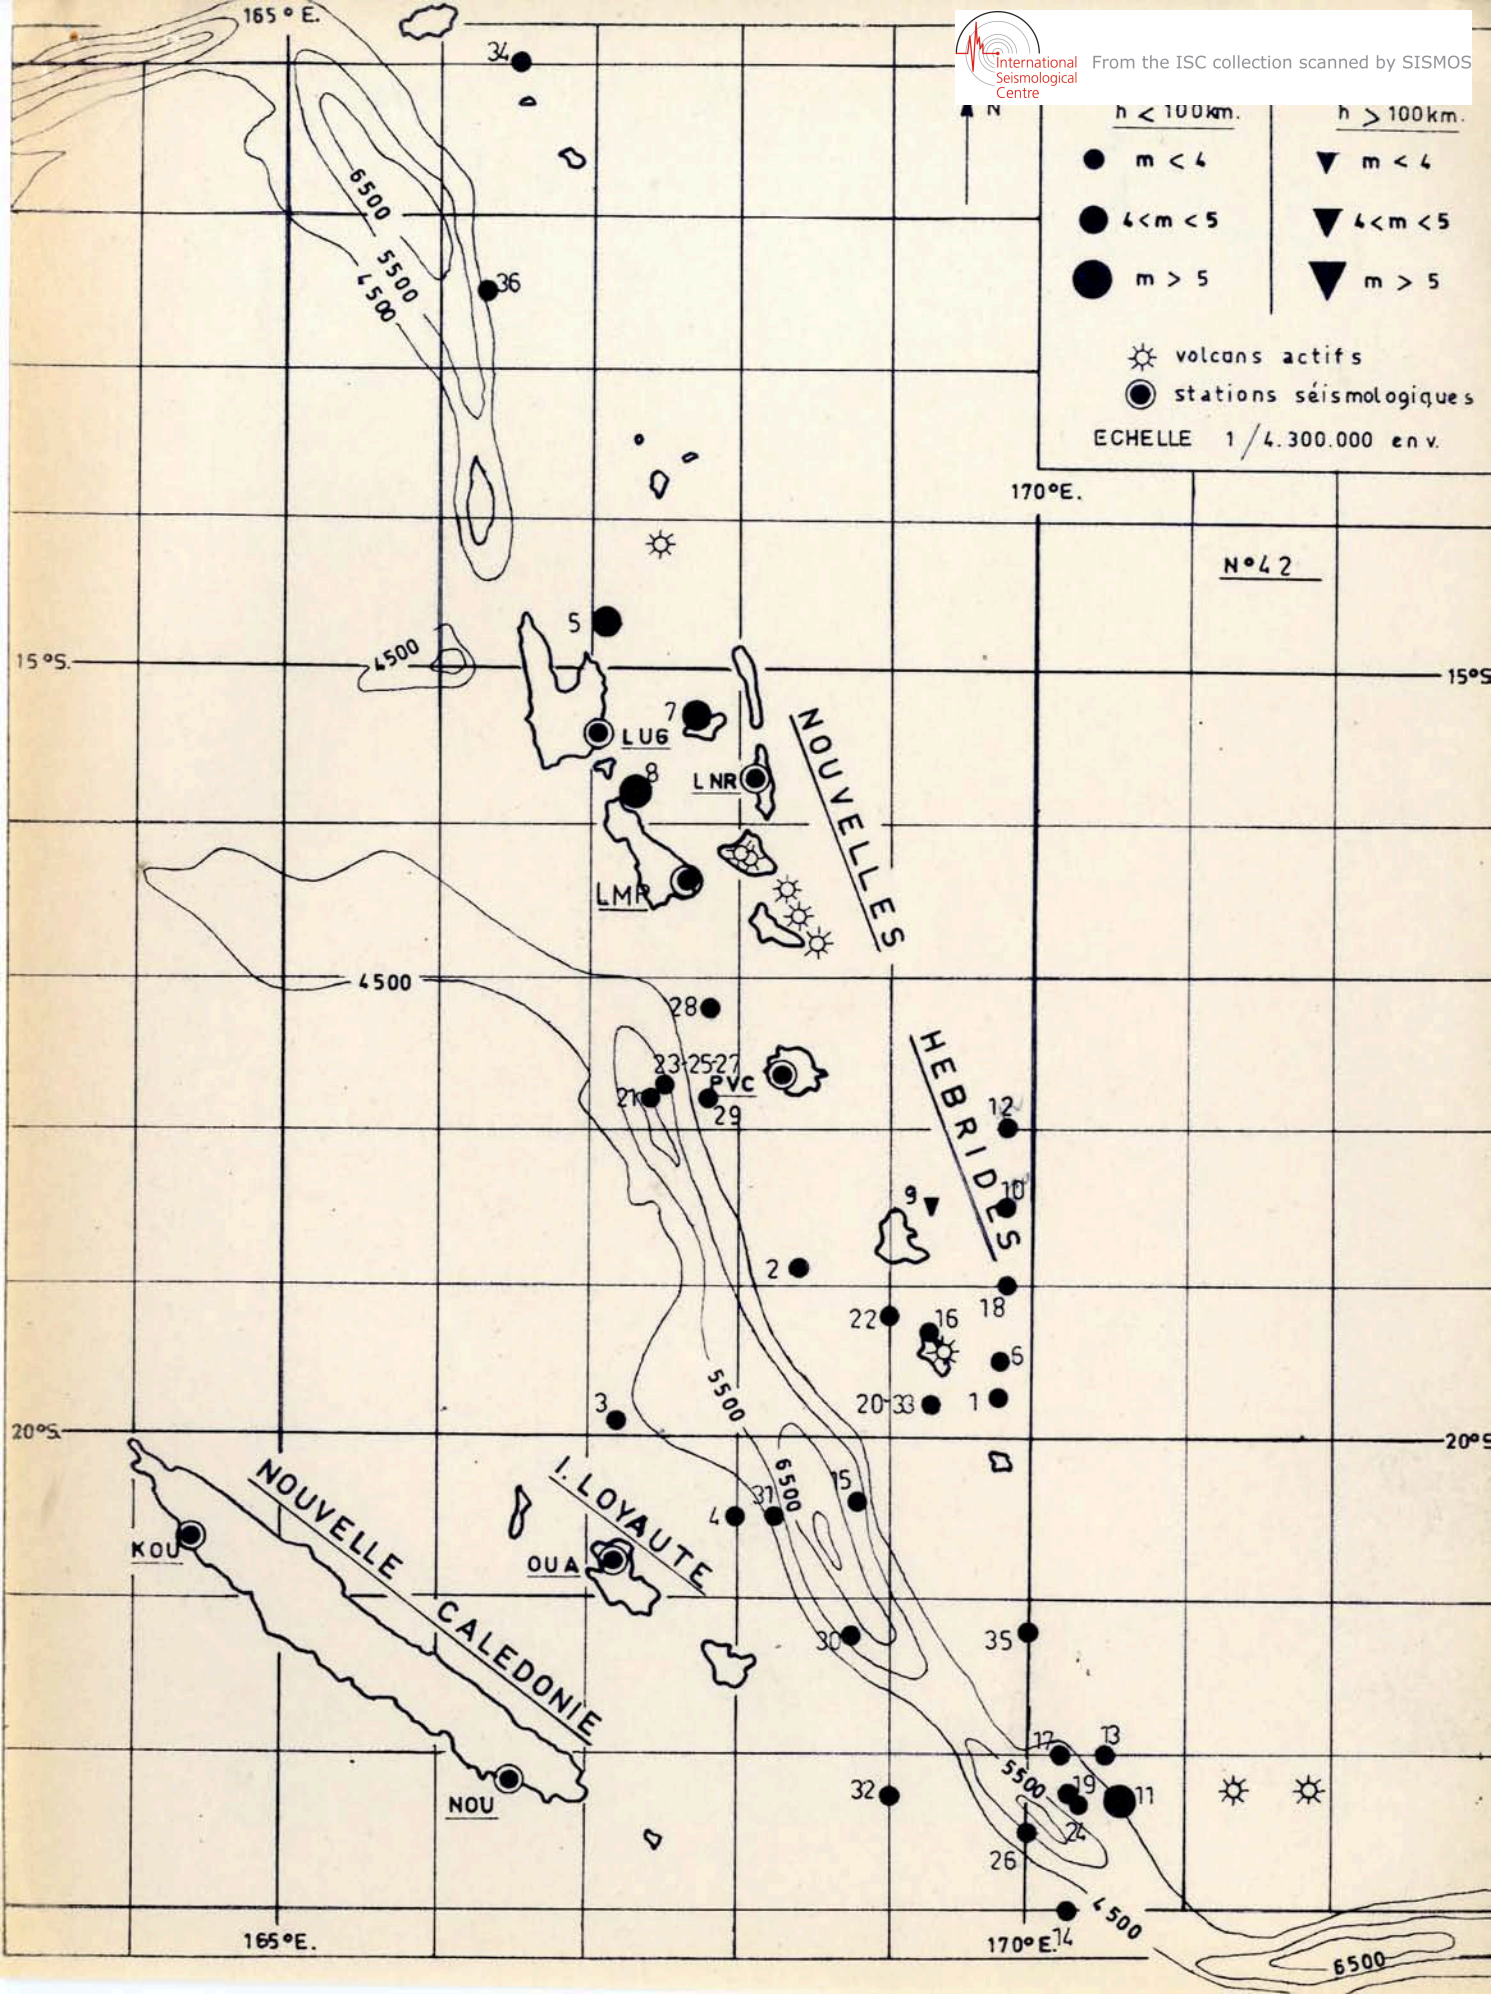 165° E.
34
International
Seismological
Centre
From the ISC collection scanned by SISMOS
N
h < 100km.
h > 100km.
m < 4
m < 4
4<m < 5
4<m < 5
m > 5
m > 5
volcans actifs
stations séismologiques
ECHELLE 1/4.300.000 env.
6500
5500
4500
36
170°E.
N°42
5
15°S.
4500
15°S
7
LUG
8
LNR
NOUVELLES
LMP
4500
28
23-25-27
PVC
21
29
HEBRIDES
12
10
9
2
18
22
16
6
5500
3
20-33
1
20°S.
20°S
NOUVELLE CALEDONIE
I. LOYAUTE
6500
15
31
4
KOU
OUA
30
35
17
13
5500
19
11
32
24
NOU
26
4500
165°E.
170°E.
14
6500